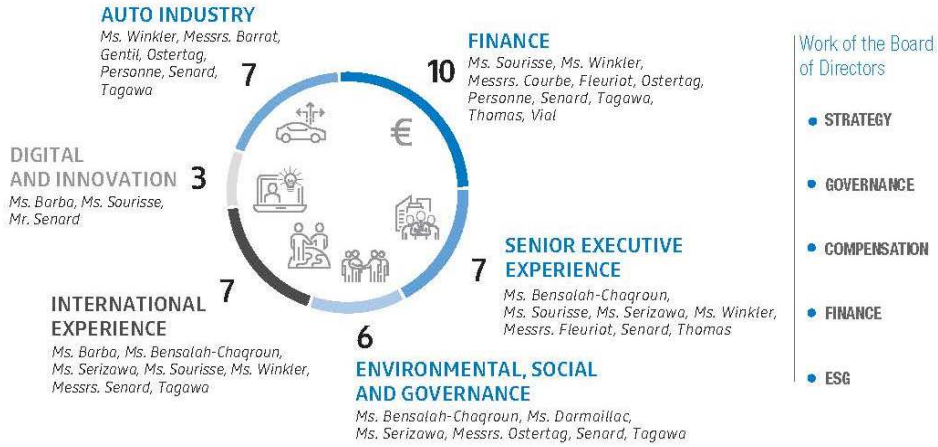 AUTO INDUSTRY
Ms. Winkler, Messrs. Barrat,
Gentil, Ostertag,
Personne, Senard,
Tagawa
7
FINANCE
10
Ms. Sourisse, Ms. Winkler,
Messrs. Courbe, Fleuriot, Ostertag,
Personne, Senard, Tagawa,
Thomas, Vial
€
DIGITAL
AND INNOVATION
3
Ms. Barba, Ms. Sourisse,
Mr. Senard
7
SENIOR EXECUTIVE
EXPERIENCE
Ms. Bensalah-Chaqroun,
Ms. Sourisse, Ms. Serizawa, Ms. Winkler,
Messrs. Fleuriot, Senard, Thomas
7
INTERNATIONAL
EXPERIENCE
Ms. Barba, Ms. Bensalah-Chaqroun,
Ms. Serizawa, Ms. Sourisse, Ms. Winkler,
Messrs. Senard, Tagawa
6
ENVIRONMENTAL, SOCIAL
AND GOVERNANCE
Ms. Bensalah-Chaqroun, Ms. Darmaillac,
Ms. Serizawa, Messrs. Ostertag, Senard, Tagawa
Work of the Board
of Directors
• STRATEGY
• GOVERNANCE
• COMPENSATION
• FINANCE
• ESG